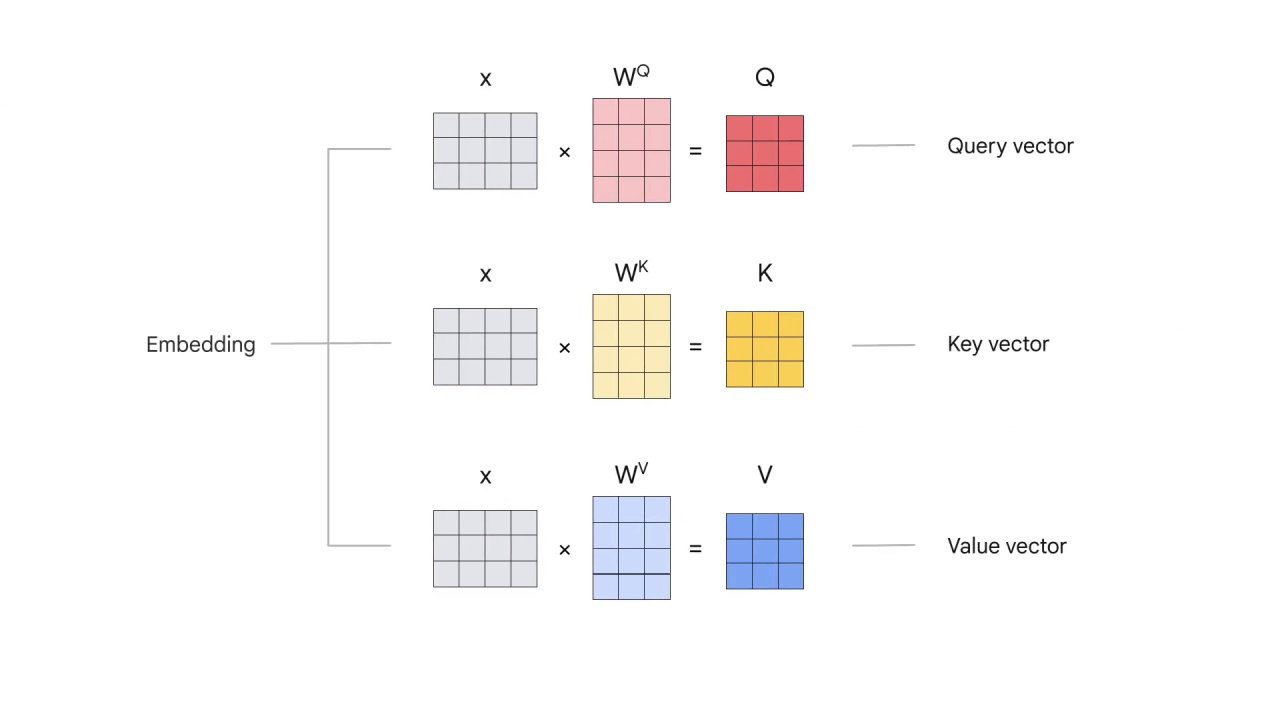 x × W^Q = Q Query vector
Embedding
x × W^K = K Key vector
x × W^V = V Value vector